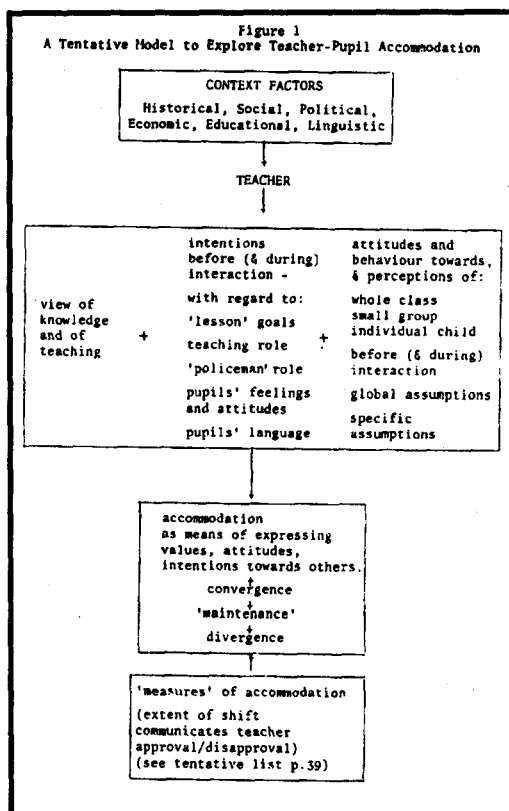 Figure 1
A Tentative Model to Explore Teacher-Pupil Accommodation
CONTEXT FACTORS
Historical, Social, Political,
Economic, Educational, Linguistic
TEACHER
view of
knowledge
and of
teaching
+
intentions
before (& during)
interaction -
with regard to:
'lesson' goals
teaching role
'policeman' role
pupils' feelings
and attitudes
pupils' language
+
attitudes and
behaviour towards,
& perceptions of:
whole class
small group
individual child
before (& during)
interaction
global assumptions
specific
assumptions
accommodation
as means of expressing
values, attitudes,
intentions towards others.
convergence
'maintenance'
divergence
'measures' of accommodation
(extent of shift
communicates teacher
approval/disapproval)
(see tentative list p.39)